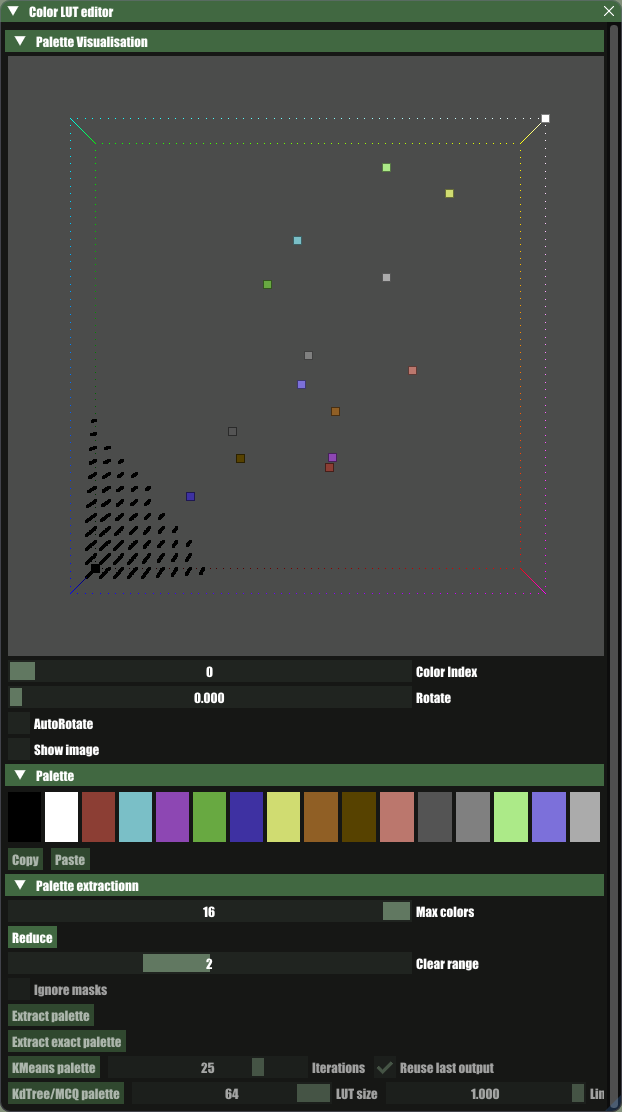 Color LUT editor
Palette Visualisation
0 Color Index
0.000 Rotate
AutoRotate
Show image
Palette
Copy Paste
Palette extractionn
16 Max colors
Reduce
2 Clear range
Ignore masks
Extract palette
Extract exact palette
KMeans palette 25 Iterations Reuse last output
KdTree/MCQ palette 64 LUT size 1.000 Lin